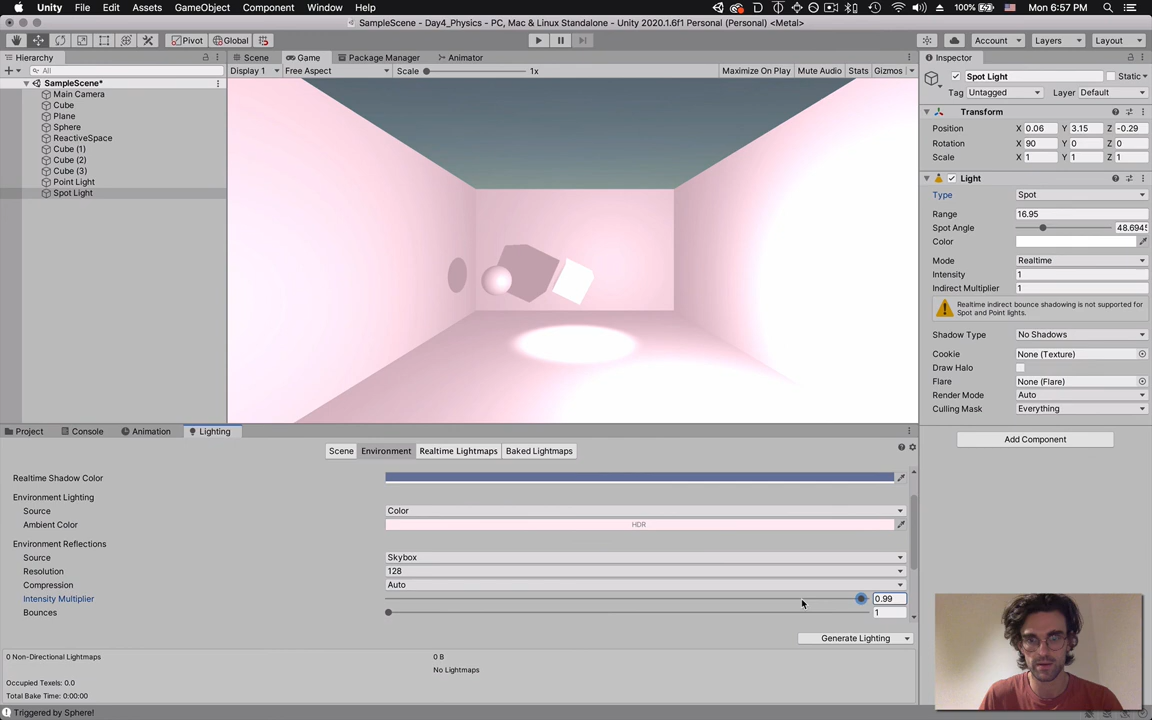 Unity File Edit Assets GameObject Component Window Help 100% Mon 6:57 PM
SampleScene - Day4_Physics - PC, Mac & Linux Standalone - Unity 2020.1.6f1 Personal (Personal) <Metal>
Pivot Global Account Layers Layout
Hierarchy Scene Game Package Manager Animator Inspector
All Display 1 Free Aspect Scale 1x Maximize On Play Mute Audio Stats Gizmos
SampleScene*
Main Camera
Cube
Plane
Sphere
ReactiveSpace
Cube (1)
Cube (2)
Cube (3)
Point Light
Spot Light
Spot Light Static
Tag Untagged Layer Default
Transform
Position X 0.06 Y 3.15 Z -0.29
Rotation X 90 Y 0 Z 0
Scale X 1 Y 1 Z 1
Light
Type Spot
Range 16.95
Spot Angle 48.6945
Color
Mode Realtime
Intensity 1
Indirect Multiplier 1
Realtime indirect bounce shadowing is not supported for
Spot and Point lights.
Shadow Type No Shadows
Cookie None (Texture)
Draw Halo
Flare None (Flare)
Render Mode Auto
Culling Mask Everything
Add Component
Project Console Animation Lighting
Scene Environment Realtime Lightmaps Baked Lightmaps
Realtime Shadow Color
Environment Lighting
Source Color
Ambient Color HDR
Environment Reflections
Source Skybox
Resolution 128
Compression Auto
Intensity Multiplier 0.99
Bounces 1
Generate Lighting
0 Non-Directional Lightmaps 0 B
No Lightmaps
Occupied Texels: 0.0
Total Bake Time: 0:00:00
Triggered by Sphere!